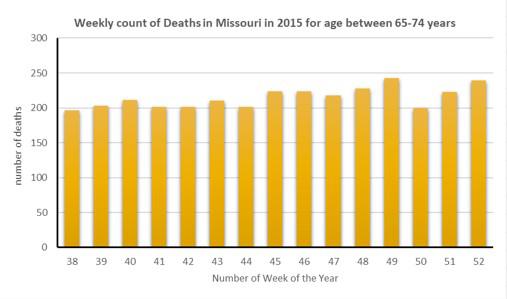 Weekly count of Deaths in Missouri in 2015 for age between 65-74 years
300
250
200
150
100
50
0
number of deaths
38 39 40 41 42 43 44 45 46 47 48 49 50 51 52
Number of Week of the Year